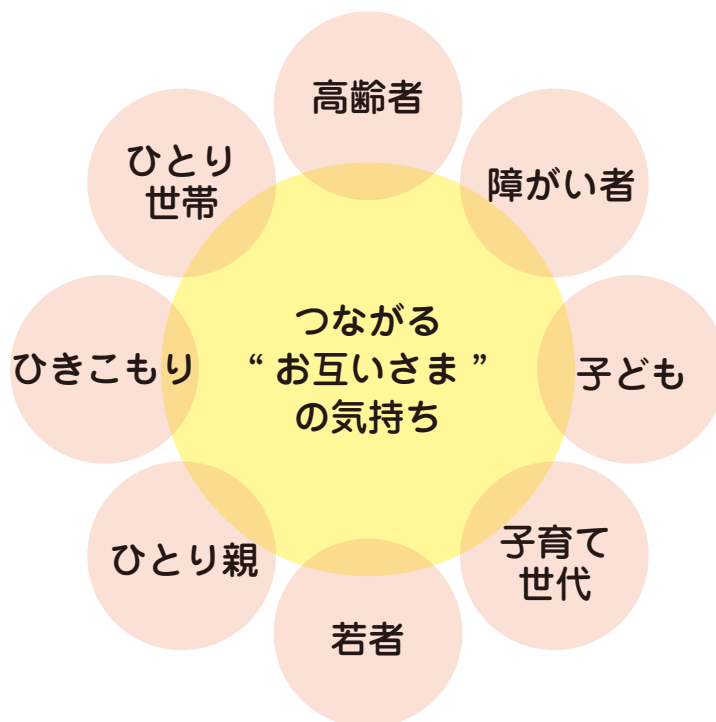 高齢者
障がい者
子ども
子育て
世代
若者
ひとり親
ひきこもり
ひとり
世帯
つながる
“ お互いさま ”
の気持ち